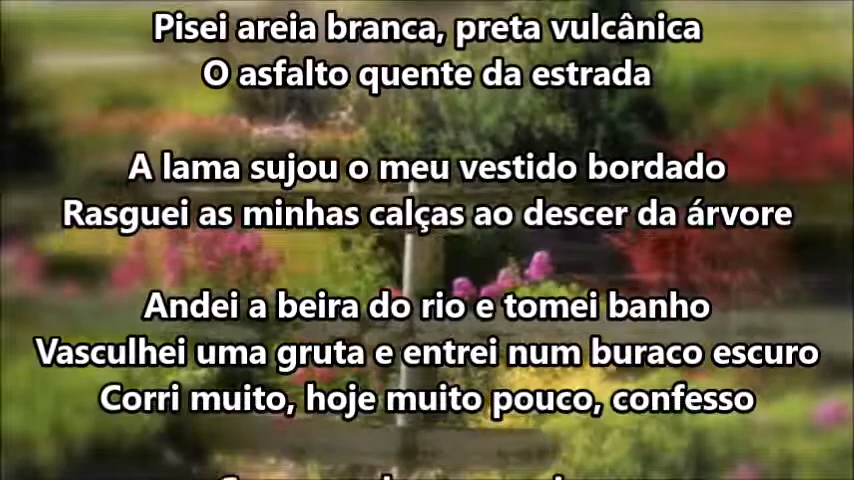 Pisei areia branca, preta vulcânica
O asfalto quente da estrada
A lama sujou o meu vestido bordado
Rasguei as minhas calças ao descer da árvore
Andei a beira do rio e tomei banho
Vasculhei uma gruta e entrei num buraco escuro
Corri muito, hoje muito pouco, confesso